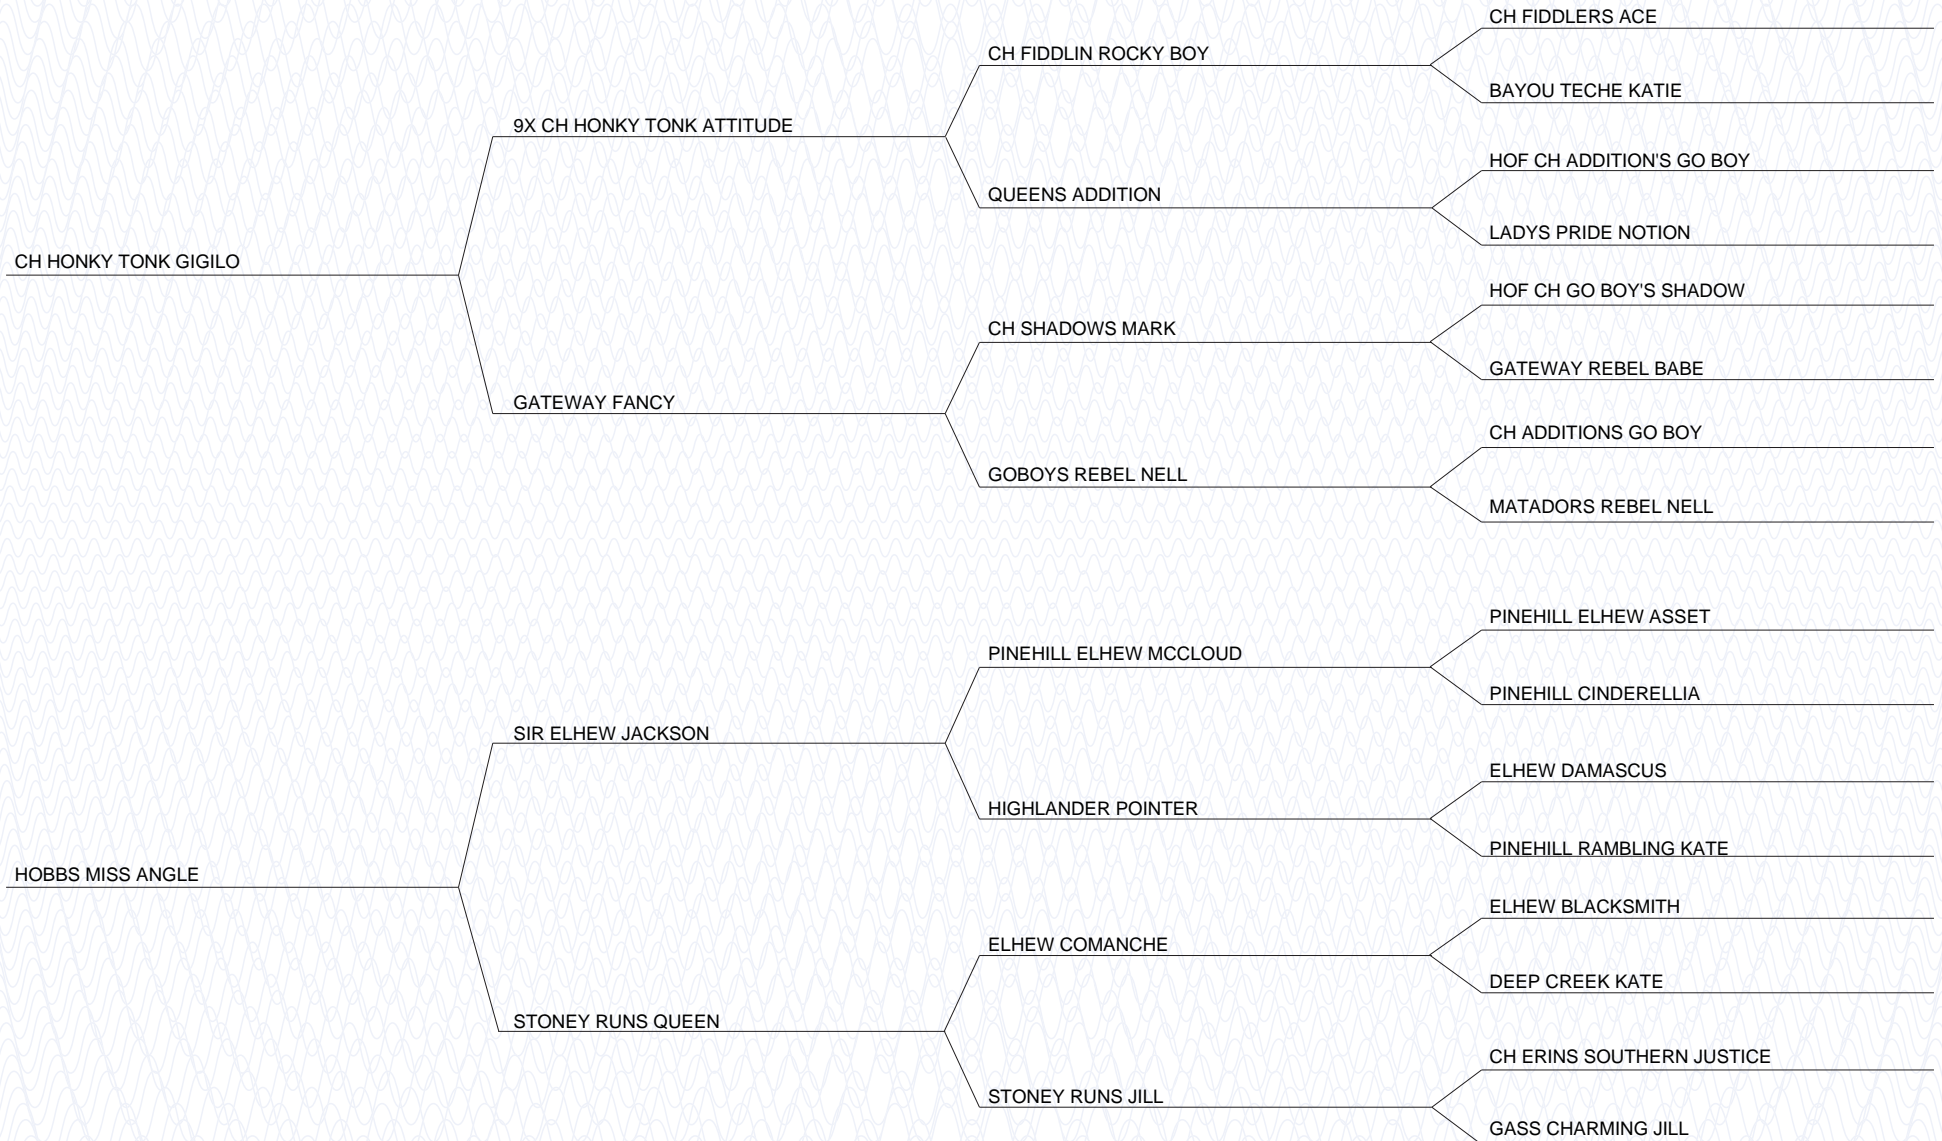 CH FIDDLERS ACE
CH FIDDLIN ROCKY BOY
BAYOU TECHE KATIE
9X CH HONKY TONK ATTITUDE
HOF CH ADDITION'S GO BOY
QUEENS ADDITION
LADYS PRIDE NOTION
CH HONKY TONK GIGILO
HOF CH GO BOY'S SHADOW
CH SHADOWS MARK
GATEWAY REBEL BABE
GATEWAY FANCY
CH ADDITIONS GO BOY
GOBOYS REBEL NELL
MATADORS REBEL NELL
PINEHILL ELHEW ASSET
PINEHILL ELHEW MCCLOUD
PINEHILL CINDERELLIA
SIR ELHEW JACKSON
ELHEW DAMASCUS
HIGHLANDER POINTER
PINEHILL RAMBLING KATE
HOBBS MISS ANGLE
ELHEW BLACKSMITH
ELHEW COMANCHE
DEEP CREEK KATE
STONEY RUNS QUEEN
CH ERINS SOUTHERN JUSTICE
STONEY RUNS JILL
GASS CHARMING JILL